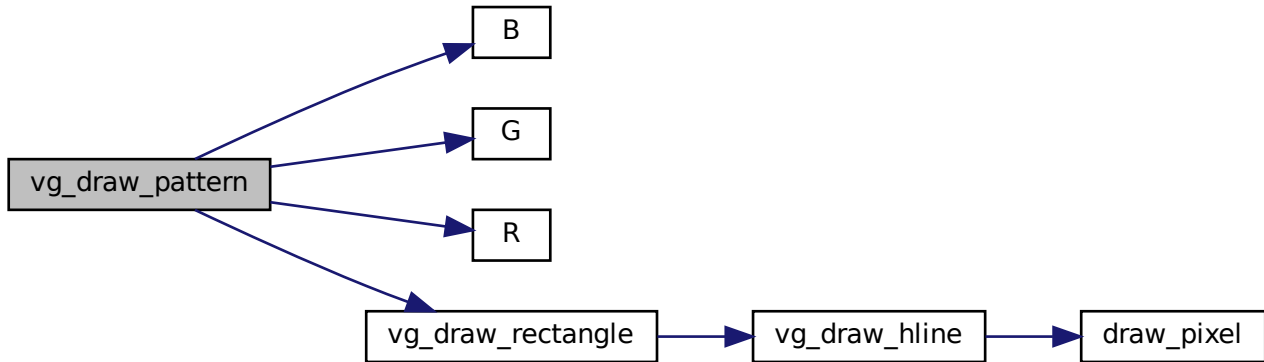 B
G
vg_draw_pattern
R
vg_draw_rectangle
vg_draw_hline
draw_pixel